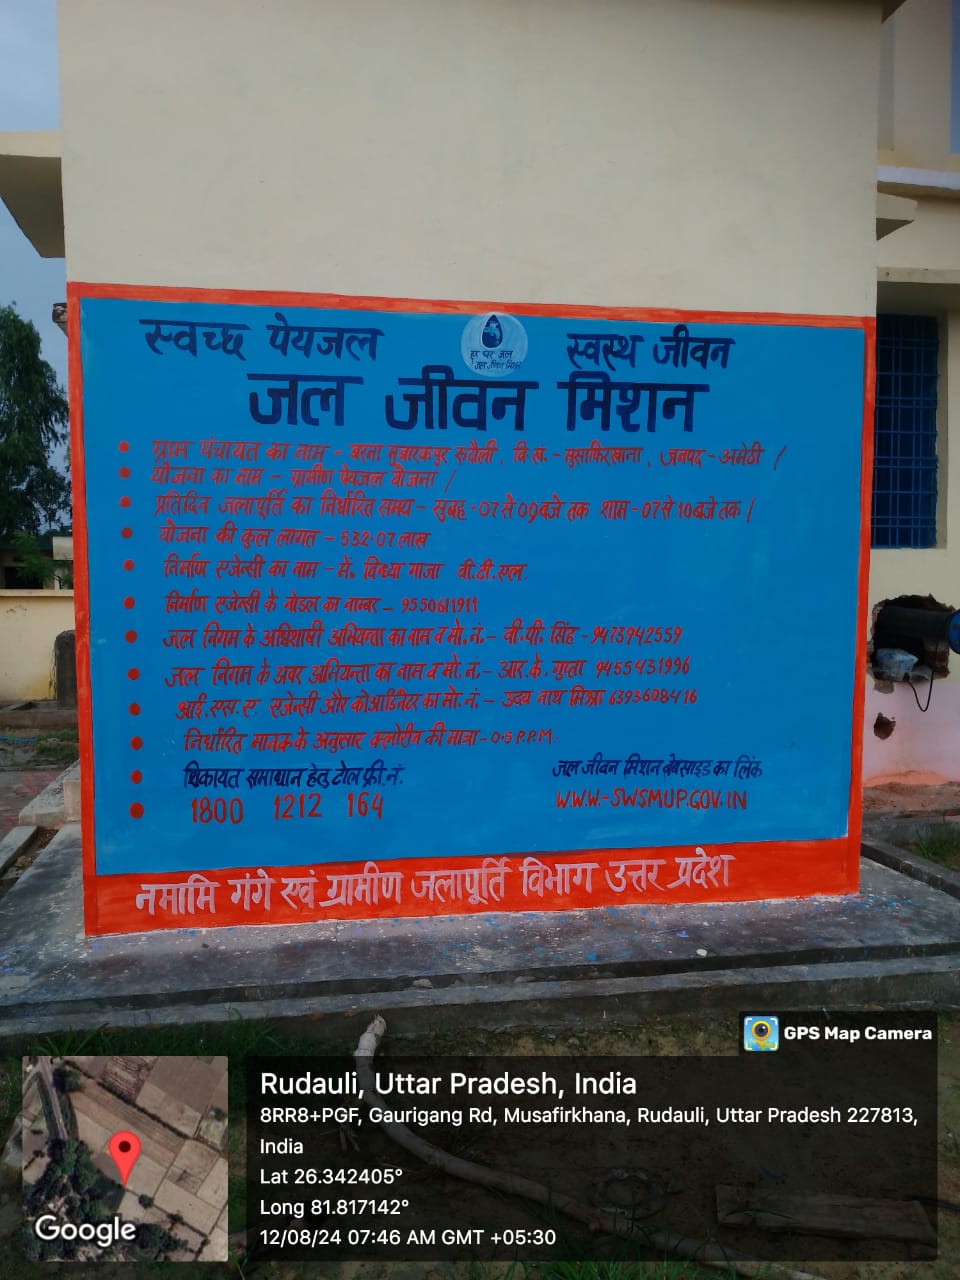 स्वच्छ पेयजल
हर घर जल
जल जीवन मिशन
स्वस्थ जीवन
जल जीवन मिशन
• ग्राम पंचायत का नाम - बरना मुबारकपुर रुदौली, वि.ख.- मुसाफिरखाना, जनपद - अमेठी /
• योजना का नाम - ग्रामीण पेयजल योजना /
• प्रतिदिन जलापूर्ति का निर्धारित समय - सुबह - 07 से 09 बजे तक शाम - 07 से 10 बजे तक /
• योजना की कुल लागत - 532.07 लाख
• निर्माण एजेन्सी का नाम - मे. विध्या गाजा वी.टी.एल.
• निर्माण एजेन्सी के नोडल का नाम्बर - 9550611911
• जल निगम के अधिशाषी अभियन्ता का नाम व मो. नं. - वी.पी. सिंह - 9473942559
• जल निगम के अवर अभियन्ता का नाम व मो. नं. - आर.के. गुप्ता 9455431996
• आई.एस.ए. एजेन्सी और कोआर्डिनेटर का मो. नं. - उदय नाथ मिश्रा 6393608416
• निर्धारित मानक के अनुसार क्लोरीन की मात्रा - 0.5 P.P.M.
• शिकायत समाधान हेतु टोल फ्री. नं.
• 1800 1212 164
जल जीवन मिशन बेबसाइड का लिंक
W.W.W.-SWSMUP.GOV.IN
नमामि गंगे एवं ग्रामीण जलापूर्ति विभाग उत्तर प्रदेश
GPS Map Camera
Rudauli, Uttar Pradesh, India
8RR8+PGF, Gaurigang Rd, Musafirkhana, Rudauli, Uttar Pradesh 227813,
India
Lat 26.342405°
Long 81.817142°
12/08/24 07:46 AM GMT +05:30
Google